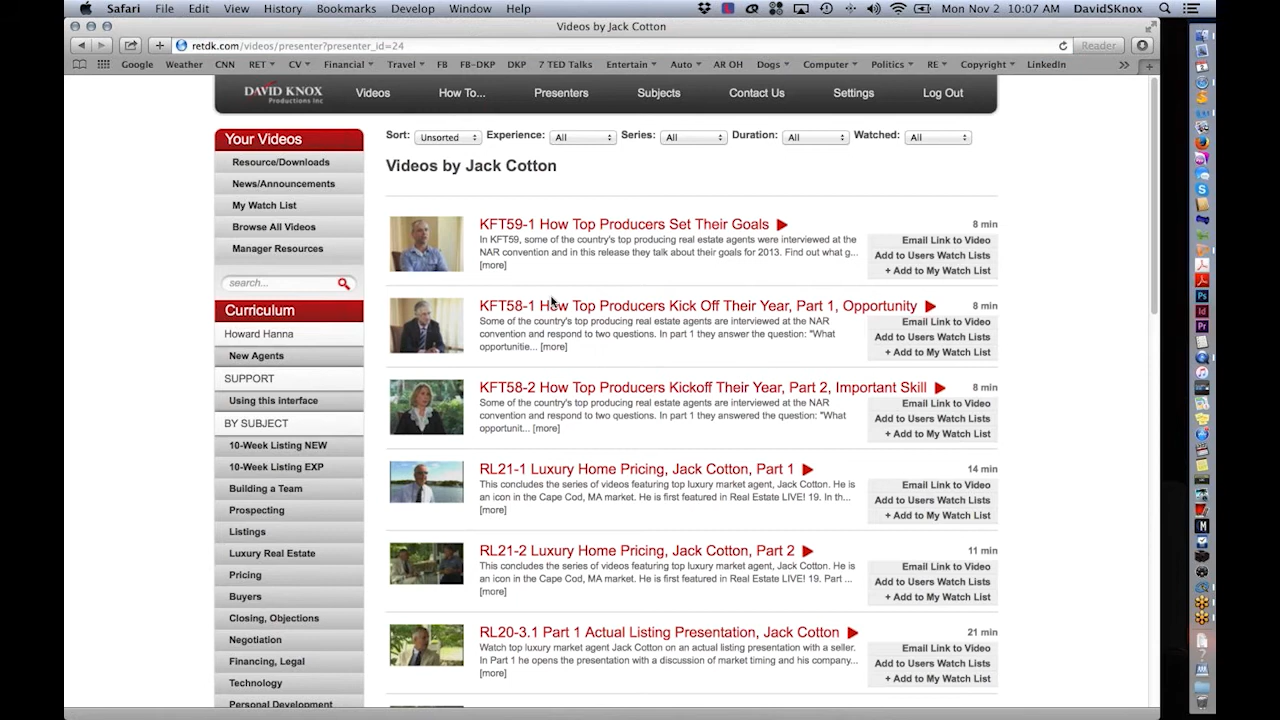 Safari File Edit View History Bookmarks Develop Window Help Mon Nov 2 10:07 AM DavidSKnox
Videos by Jack Cotton
retdk.com/videos/presenter?presenter_id=24 Reader
Google Weather CNN RET CV Financial Travel FB FB-DKP DKP 7 TED Talks Entertain Auto AR OH Dogs Computer Politics RE Copyright LinkedIn
DAVID KNOX
Productions Inc
Videos How To... Presenters Subjects Contact Us Settings Log Out
Your Videos
Resource/Downloads
News/Announcements
My Watch List
Browse All Videos
Manager Resources
search...
Curriculum
Howard Hanna
New Agents
SUPPORT
Using this interface
BY SUBJECT
10-Week Listing NEW
10-Week Listing EXP
Building a Team
Prospecting
Listings
Luxury Real Estate
Pricing
Buyers
Closing, Objections
Negotiation
Financing, Legal
Technology
Personal Development
Sort: Unsorted Experience: All Series: All Duration: All Watched: All
Videos by Jack Cotton
KFT59-1 How Top Producers Set Their Goals
8 min
In KFT59, some of the country's top producing real estate agents were interviewed at the
NAR convention and in this release they talk about their goals for 2013. Find out what g...
[more]
Email Link to Video
Add to Users Watch Lists
+ Add to My Watch List
KFT58-1 How Top Producers Kick Off Their Year, Part 1, Opportunity
8 min
Some of the country's top producing real estate agents are interviewed at the NAR
convention and respond to two questions. In part 1 they answer the question: "What
opportunitie... [more]
Email Link to Video
Add to Users Watch Lists
+ Add to My Watch List
KFT58-2 How Top Producers Kickoff Their Year, Part 2, Important Skill
8 min
Some of the country's top producing real estate agents are interviewed at the NAR
convention and respond to two questions. In part 1 they answered the question: "What
opportunit... [more]
Email Link to Video
Add to Users Watch Lists
+ Add to My Watch List
RL21-1 Luxury Home Pricing, Jack Cotton, Part 1
14 min
This concludes the series of videos featuring top luxury market agent, Jack Cotton. He is
an icon in the Cape Cod, MA market. He is first featured in Real Estate LIVE! 19. In th...
[more]
Email Link to Video
Add to Users Watch Lists
+ Add to My Watch List
RL21-2 Luxury Home Pricing, Jack Cotton, Part 2
11 min
This concludes the series of videos featuring top luxury market agent, Jack Cotton. He is
an icon in the Cape Cod, MA market. He is first featured in Real Estate LIVE! 19. Part ...
[more]
Email Link to Video
Add to Users Watch Lists
+ Add to My Watch List
RL20-3.1 Part 1 Actual Listing Presentation, Jack Cotton
21 min
Watch top luxury market agent Jack Cotton on an actual listing presentation with a seller.
In Part 1 he opens the presentation with a discussion of market timing and his company...
[more]
Email Link to Video
Add to Users Watch Lists
+ Add to My Watch List